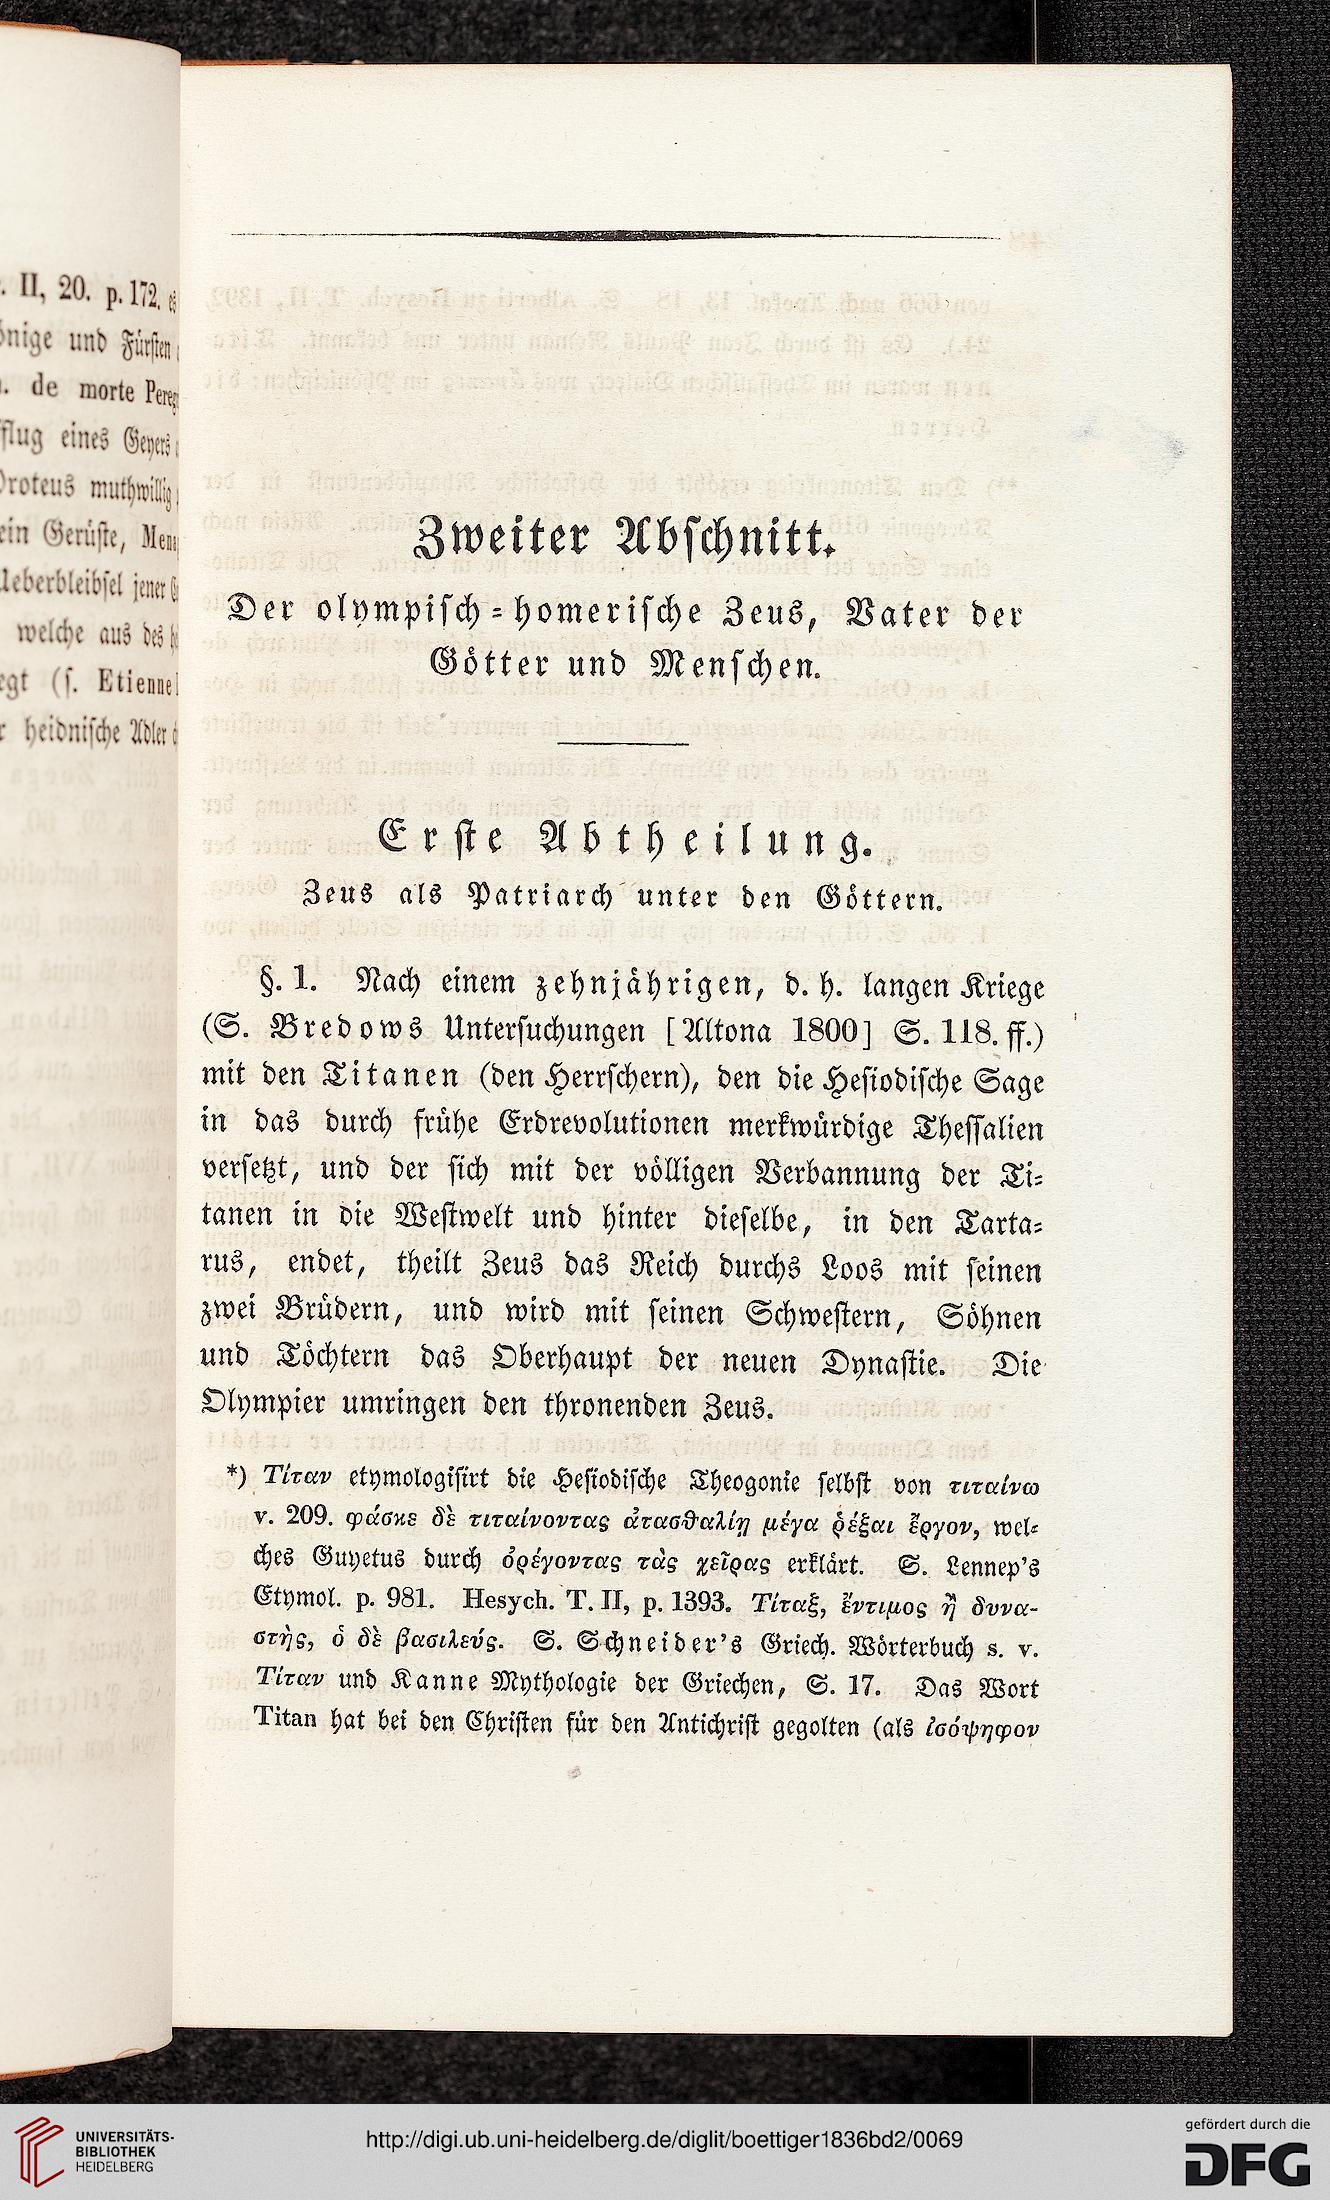 . II, 20. p. 172.
und Fürsten
. de morte
flug eines Geyers
muthwillig
ein Gerüste,
Ueberbleibsel jener
welche aus des
(s. Etienne
heidnische Adler
Zweiter Abschnitt.
Der olympisch-homerische Zeus, Vater der
Götter und Menschen.
Erste Abtheilung.
Zeus als Patriarch unter den Göttern.
§. 1. Nach einem zehnjährigen, d. h. langen Kriege
(S. Bredows Untersuchungen [Altona 1800] S. 118. ff.)
mit den Titanen (den Herrschern), den die Hesiodische Sage
in das durch frühe Erdrevolutionen merkwürdige Thessalien
versetzt, und der sich mit der völligen Verbannung der Ti-
tanen in die Westwelt und hinter dieselbe, in den Tarta-
rus, endet, theilt Zeus das Reich durchs Loos mit seinen
zwei Brüdern, und wird mit seinen Schwestern, Söhnen
und Töchtern das Oberhaupt der neuen Dynastie. Die
Olympier umringen den thronenden Zeus.
*) Τίταν etymologisirt die Hesiodische Theogonie selbst von τιταίνω
v. 209. φάσκε δὲ τιταίνοντας ἀτασθαλίῃ μέγα ῥέξαι ἔργον, wel-
ches Guyetus durch ὀρέγοντας τὰς χεῖρας erklärt. S. Lennep's
Etymol. p. 981. Hesych. T. II, p. 1393. Τίταξ, ἔντιμος ἢ δυνα-
στὴς, ὁ δὲ βασιλεύς. S. Schneider's Griech. Wörterbuch s. v.
Τίταν und Kanne Mythologie der Griechen, S. 17. Das Wort
Titan hat bei den Christen für den Antichrist gegolten (als ἰσόψηφον
UNIVERSITÄTS-
BIBLIOTHEK
HEIDELBERG
http://digi.ub.uni-heidelberg.de/diglit/boettiger1836bd2/0069
gefördert durch die
DFG